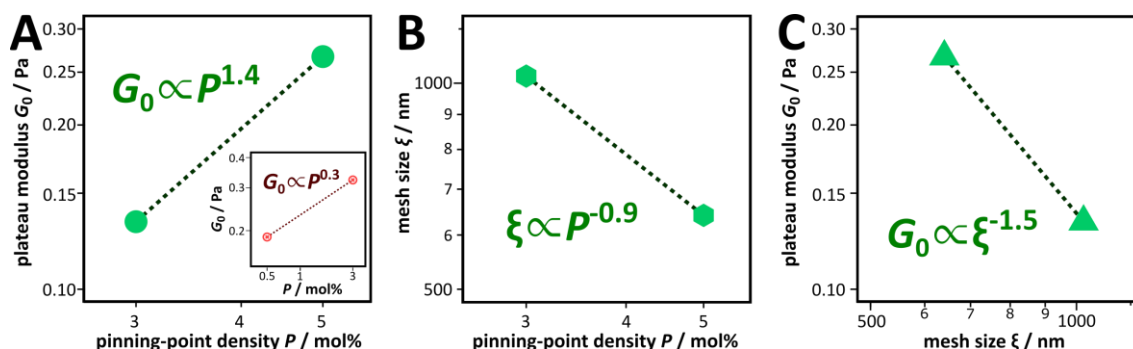 A
plateau modulus G₀ / Pa
0.30
0.25
0.20
0.15
0.10
G₀∝P^1.4
G₀ / Pa
0.4
0.3
0.2
G₀∝P^0.3
0.5
1
3
P / mol%
3
4
5
pinning-point density P / mol%
B
mesh size ξ / nm
1000
9
8
7
6
500
ξ∝P^-0.9
3
4
5
pinning-point density P / mol%
C
plateau modulus G₀ / Pa
0.30
0.25
0.20
0.15
0.10
G₀∝ξ^-1.5
500
6
7
8
9
1000
mesh size ξ / nm